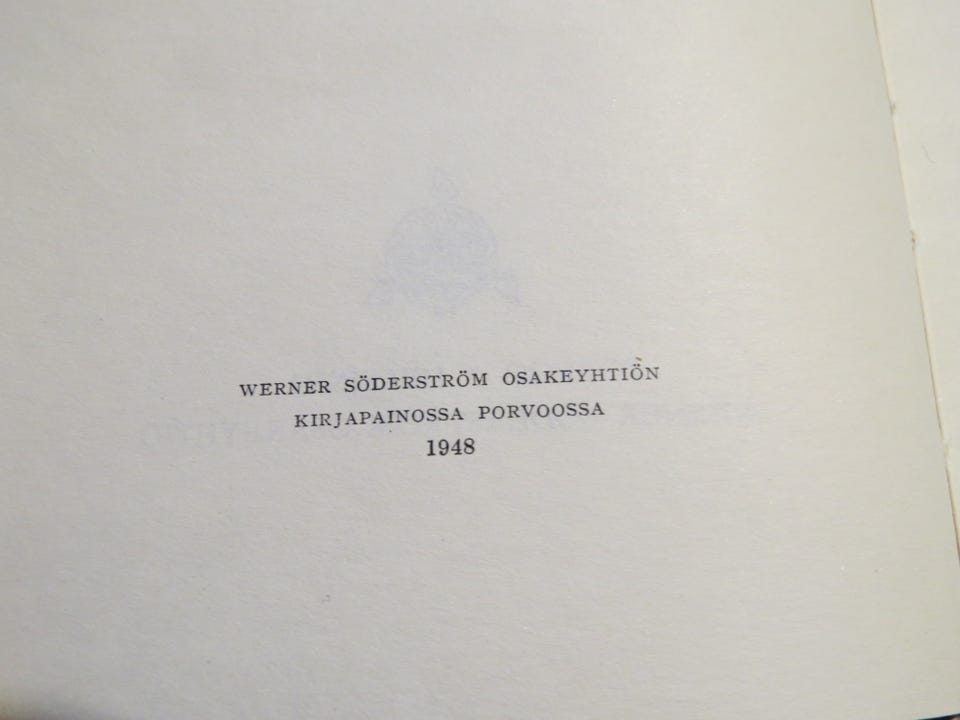 WERNER SÖDERSTRÖM OSAKEYHTIÖN
KIRJAPAINOSSA PORVOOSSA
1948